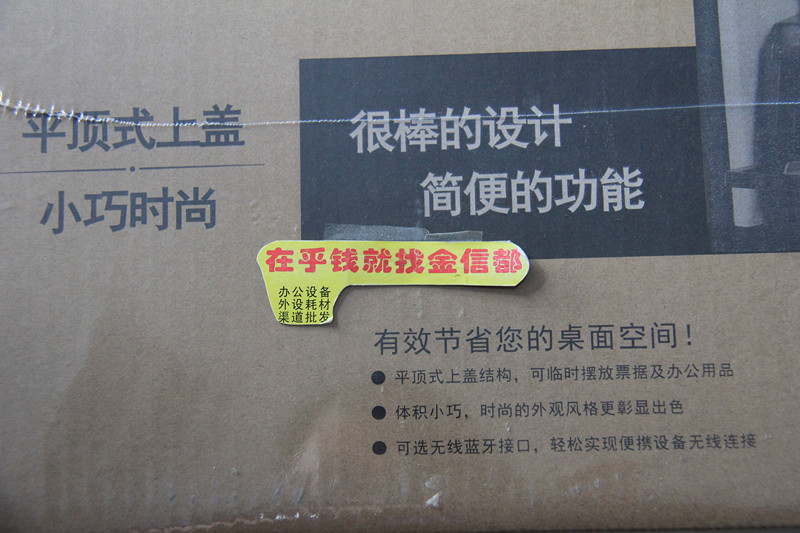 平顶式上盖
小巧时尚
很棒的设计
简便的功能
在乎钱就找金信都
办公设备
外设耗材
渠道批发
有效节省您的桌面空间！
● 平顶式上盖结构，可临时摆放票据及办公用品
● 体积小巧，时尚的外观风格更彰显出色
● 可选无线蓝牙接口，轻松实现便携设备无线连接